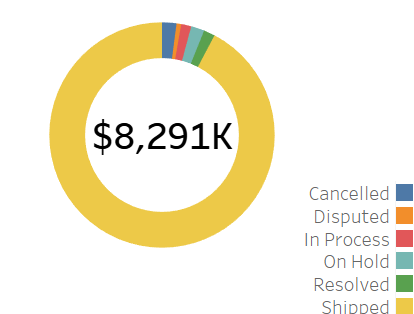 $8,291K
Cancelled
Disputed
In Process
On Hold
Resolved
Shipped